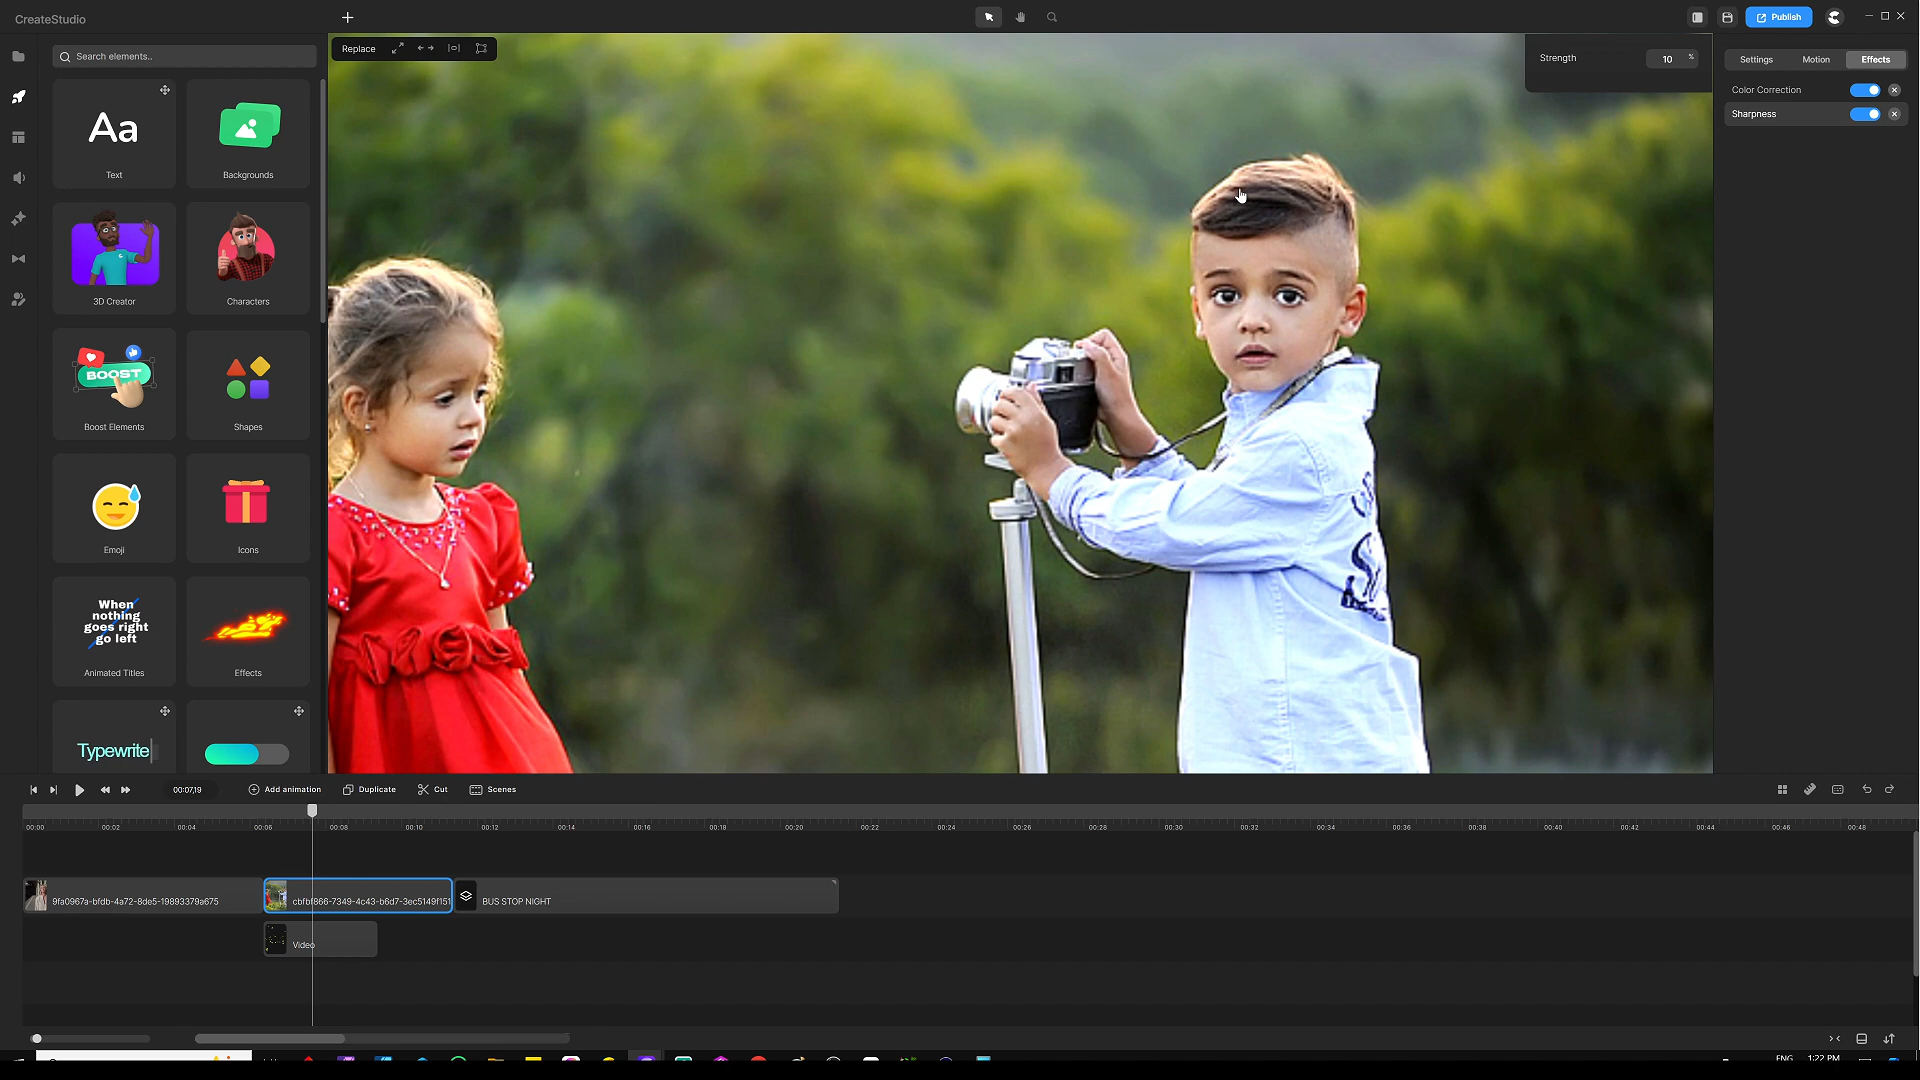 CreateStudio
Publish
Search elements..
Replace
Strength
10
%
Settings
Motion
Effects
Color Correction
Sharpness
Aa
Text
Backgrounds
3D Creator
Characters
BOOST
Boost Elements
Shapes
Emoji
Icons
When
nothing
goes right
go left
Animated Titles
Effects
Typewrite
00:07,19
Add animation
Duplicate
Cut
Scenes
00:00
00:02
00:04
00:06
00:08
00:10
00:12
00:14
00:16
00:18
00:20
00:22
00:24
00:26
00:28
00:30
00:32
00:34
00:36
00:38
00:40
00:42
00:44
00:46
00:48
9fa0967a-bfdb-4a72-8de5-19893379a675
cbfbf866-7349-4c43-b6d7-3ec5149f151
BUS STOP NIGHT
Video
ENG
1:22 PM